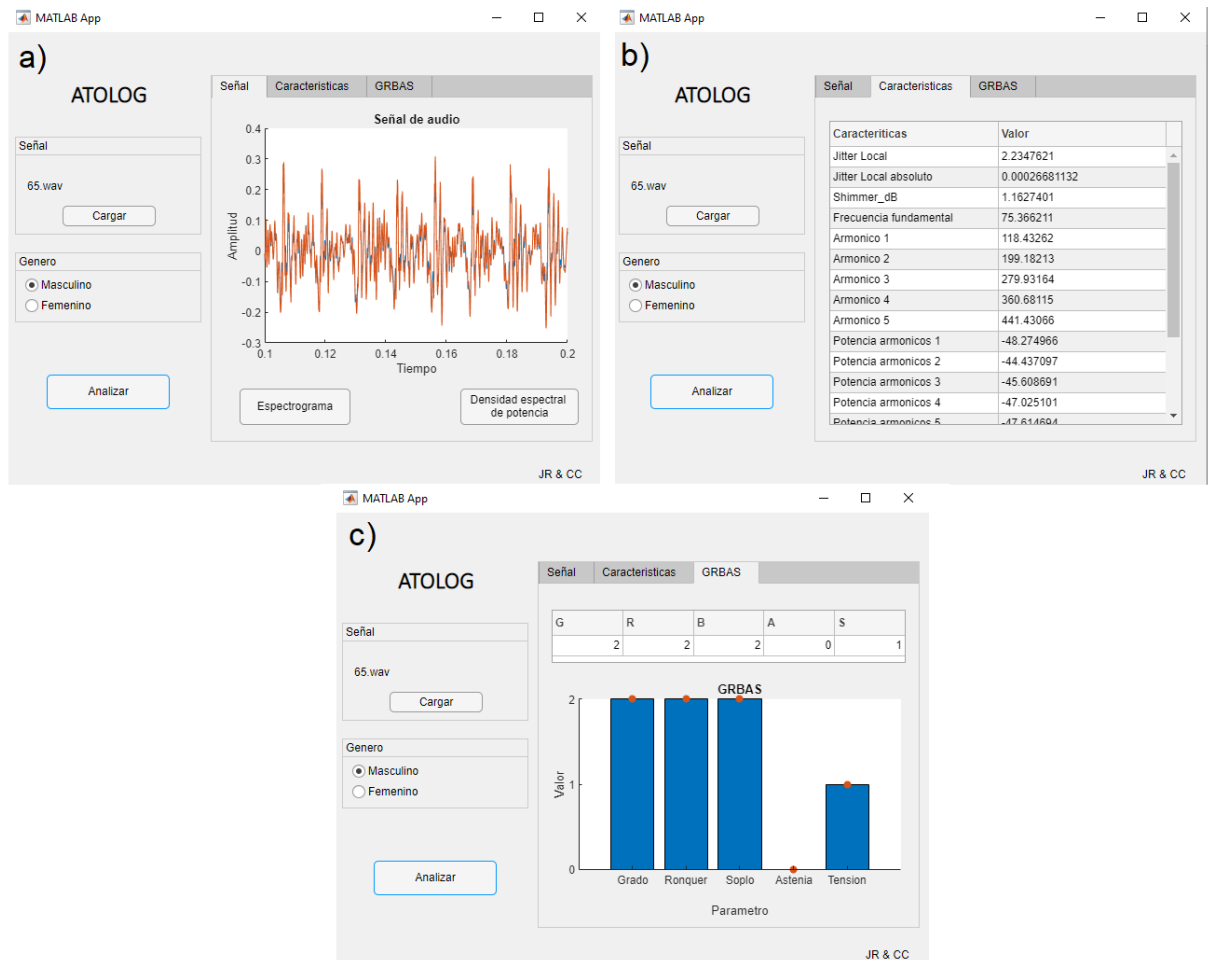 MATLAB App
a)
ATOLOG
Señal
65.wav
Cargar
Genero
Masculino
Femenino
Analizar
Señal Caracteristicas GRBAS
Señal de audio
0.4
0.3
0.2
0.1
0
-0.1
-0.2
-0.3
Amplitud
0.1 0.12 0.14 0.16 0.18 0.2
Tiempo
Espectrograma
Densidad espectral
de potencia
JR & CC
MATLAB App
b)
ATOLOG
Señal
65.wav
Cargar
Genero
Masculino
Femenino
Analizar
Señal Caracteristicas GRBAS
Caracteriticas Valor
Jitter Local 2.2347621
Jitter Local absoluto 0.00026681132
Shimmer_dB 1.1627401
Frecuencia fundamental 75.366211
Armonico 1 118.43262
Armonico 2 199.18213
Armonico 3 279.93164
Armonico 4 360.68115
Armonico 5 441.43066
Potencia armonicos 1 -48.274966
Potencia armonicos 2 -44.437097
Potencia armonicos 3 -45.608691
Potencia armonicos 4 -47.025101
Potencia armonicos 5 -47.614694
JR & CC
MATLAB App
c)
ATOLOG
Señal
65.wav
Cargar
Genero
Masculino
Femenino
Analizar
Señal Caracteristicas GRBAS
G R B A S
2 2 2 0 1
GRBAS
2
1
0
Valor
Grado Ronquer Soplo Astenia Tension
Parametro
JR & CC